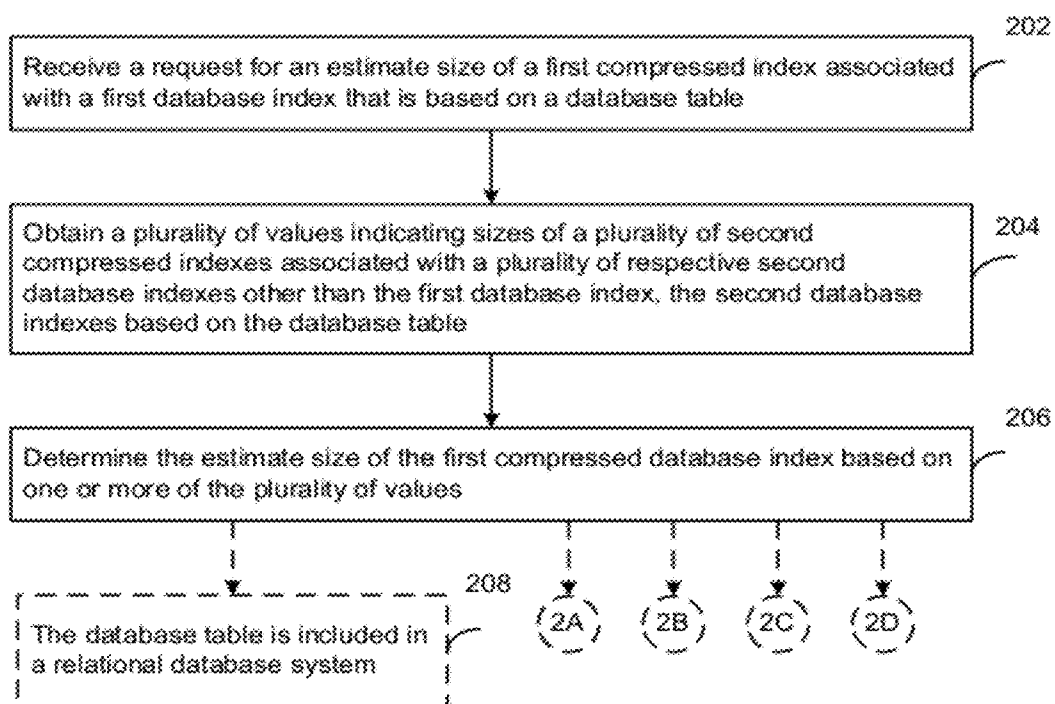 202
Receive a request for an estimate size of a first compressed index associated
with a first database index that is based on a database table
204
Obtain a plurality of values indicating sizes of a plurality of second
compressed indexes associated with a plurality of respective second
database indexes other than the first database index, the second database
indexes based on the database table
206
Determine the estimate size of the first compressed database index based on
one or more of the plurality of values
208
The database table is included in
a relational database system
2A
2B
2C
2D